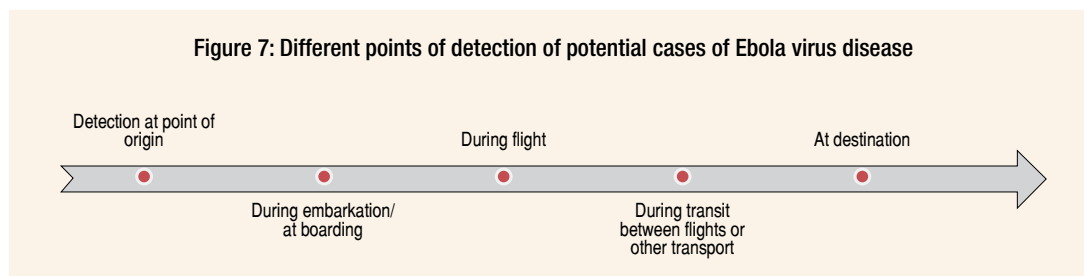 Figure 7: Different points of detection of potential cases of Ebola virus disease
Detection at point of
origin
During embarkation/
at boarding
During flight
During transit
between flights or
other transport
At destination